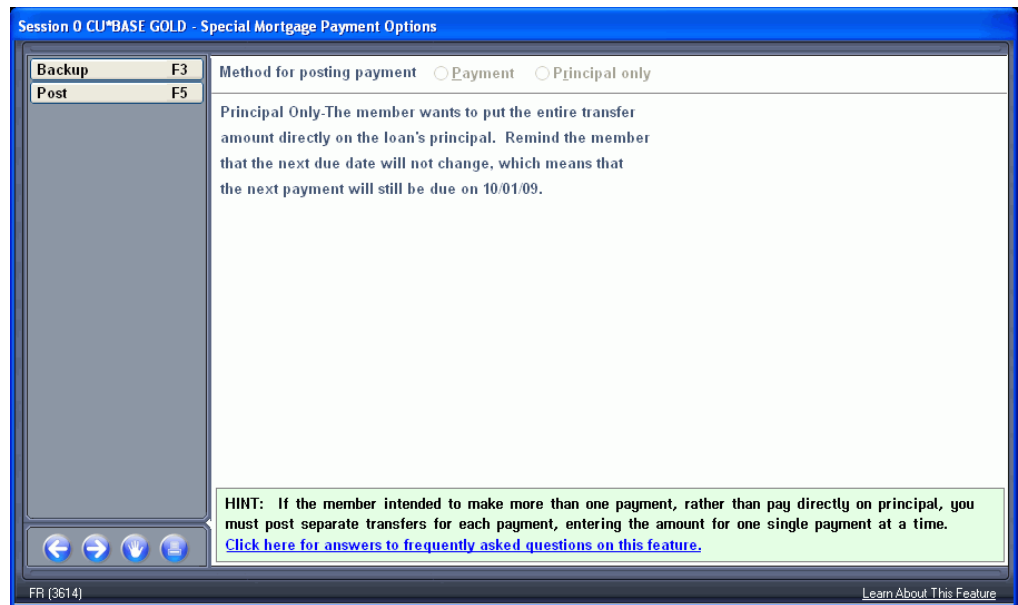 Session 0 CU*BASE GOLD - Special Mortgage Payment Options
Backup F3
Post F5
Method for posting payment Payment Principal only
Principal Only-The member wants to put the entire transfer
amount directly on the loan's principal. Remind the member
that the next due date will not change, which means that
the next payment will still be due on 10/01/09.
HINT: If the member intended to make more than one payment, rather than pay directly on principal, you
must post separate transfers for each payment, entering the amount for one single payment at a time.
Click here for answers to frequently asked questions on this feature.
FR (3614) Learn About This Feature